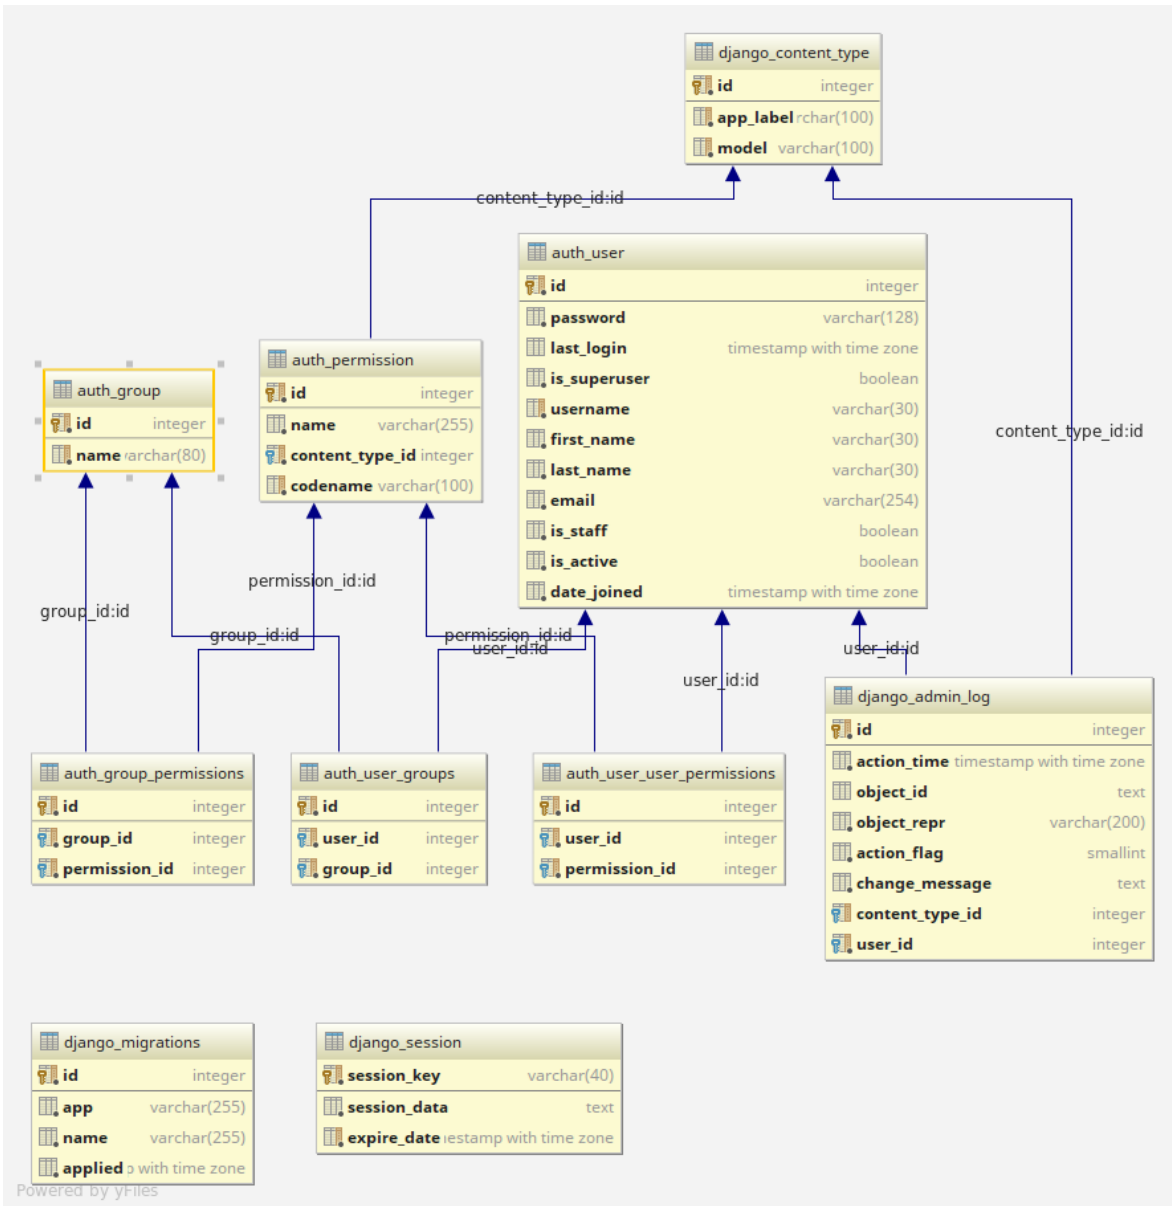 django_content_type
id integer
app_label rchar(100)
model varchar(100)
content_type_id:id
auth_user
id integer
password varchar(128)
last_login timestamp with time zone
is_superuser boolean
username varchar(30)
first_name varchar(30)
last_name varchar(30)
email varchar(254)
is_staff boolean
is_active boolean
date_joined timestamp with time zone
auth_permission
id integer
name varchar(255)
content_type_id integer
codename varchar(100)
auth_group
id integer
name varchar(80)
content_type_id:id
permission_id:id
group_id:id
group_id:id
permission_id:id
user_id:id
user_id:id
user_id:id
django_admin_log
id integer
action_time timestamp with time zone
object_id text
object_repr varchar(200)
action_flag smallint
change_message text
content_type_id integer
user_id integer
auth_group_permissions
id integer
group_id integer
permission_id integer
auth_user_groups
id integer
user_id integer
group_id integer
auth_user_user_permissions
id integer
user_id integer
permission_id integer
django_migrations
id integer
app varchar(255)
name varchar(255)
applied p with time zone
django_session
session_key varchar(40)
session_data text
expire_date estamp with time zone
Powered by yFiles